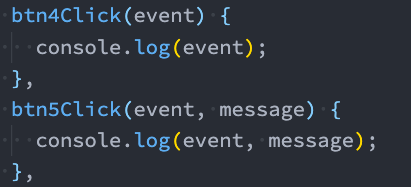 btn4Click(event) {
  console.log(event);
},
btn5Click(event, message) {
  console.log(event, message);
},